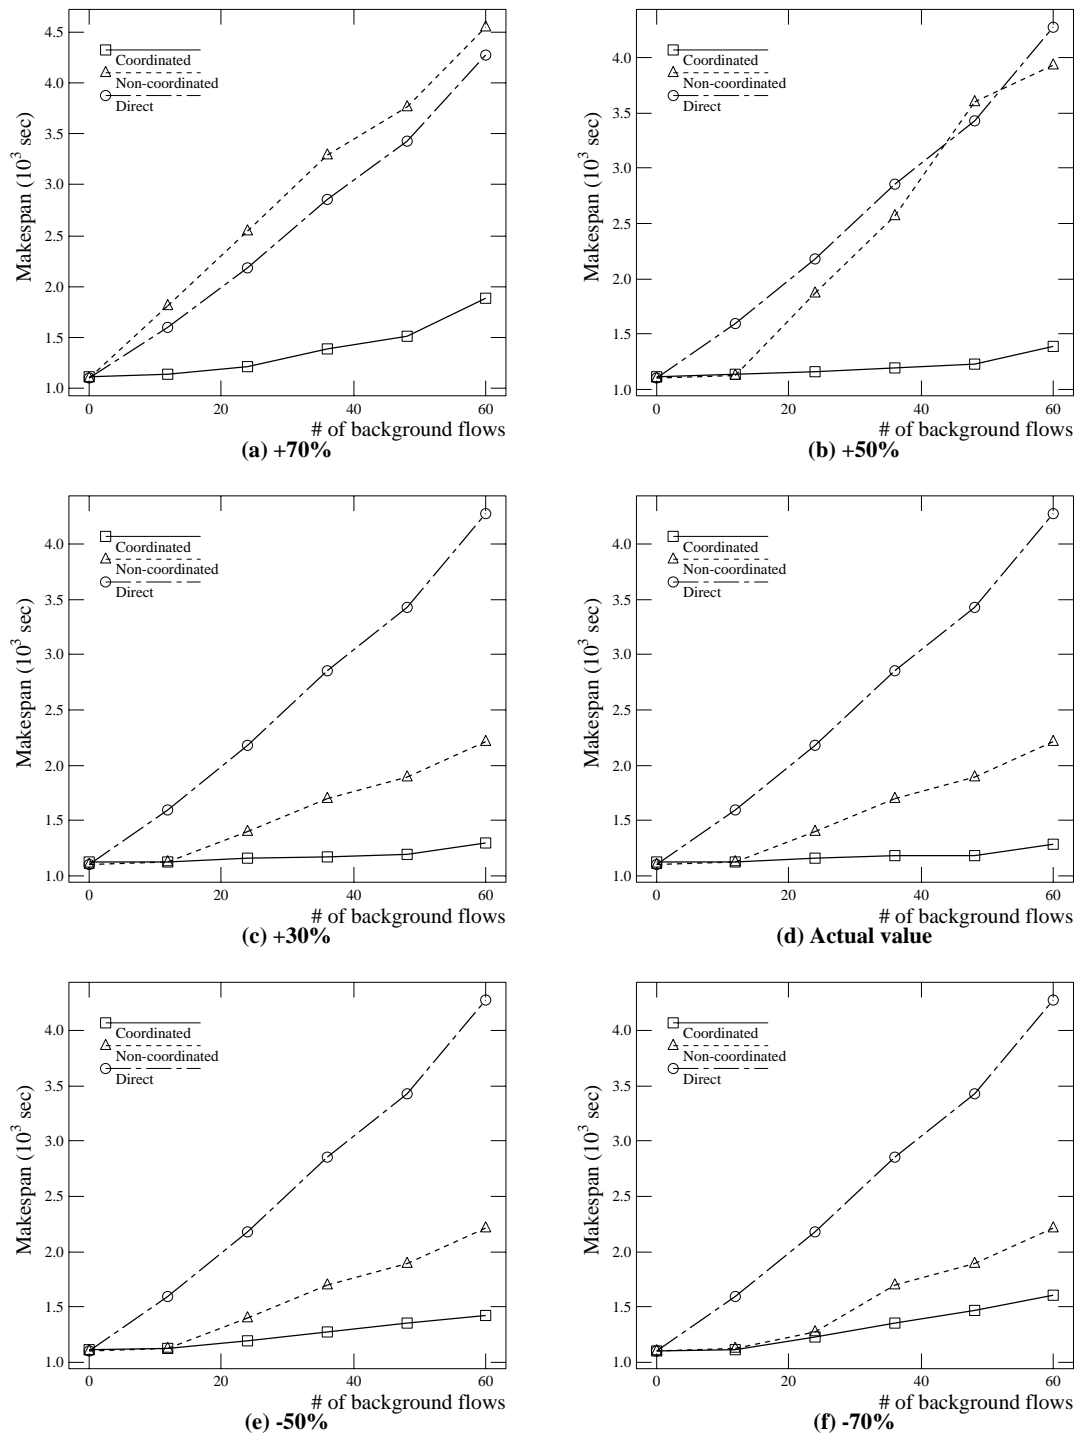 4.5
4.0
3.5
3.0
2.5
2.0
1.5
1.0
Makespan (10³ sec)
Coordinated
Non-coordinated
Direct
0 20 40 60
# of background flows
(a) +70%
4.0
3.5
3.0
2.5
2.0
1.5
1.0
Makespan (10³ sec)
Coordinated
Non-coordinated
Direct
0 20 40 60
# of background flows
(b) +50%
4.0
3.5
3.0
2.5
2.0
1.5
1.0
Makespan (10³ sec)
Coordinated
Non-coordinated
Direct
0 20 40 60
# of background flows
(c) +30%
4.0
3.5
3.0
2.5
2.0
1.5
1.0
Makespan (10³ sec)
Coordinated
Non-coordinated
Direct
0 20 40 60
# of background flows
(d) Actual value
4.0
3.5
3.0
2.5
2.0
1.5
1.0
Makespan (10³ sec)
Coordinated
Non-coordinated
Direct
0 20 40 60
# of background flows
(e) -50%
4.0
3.5
3.0
2.5
2.0
1.5
1.0
Makespan (10³ sec)
Coordinated
Non-coordinated
Direct
0 20 40 60
# of background flows
(f) -70%